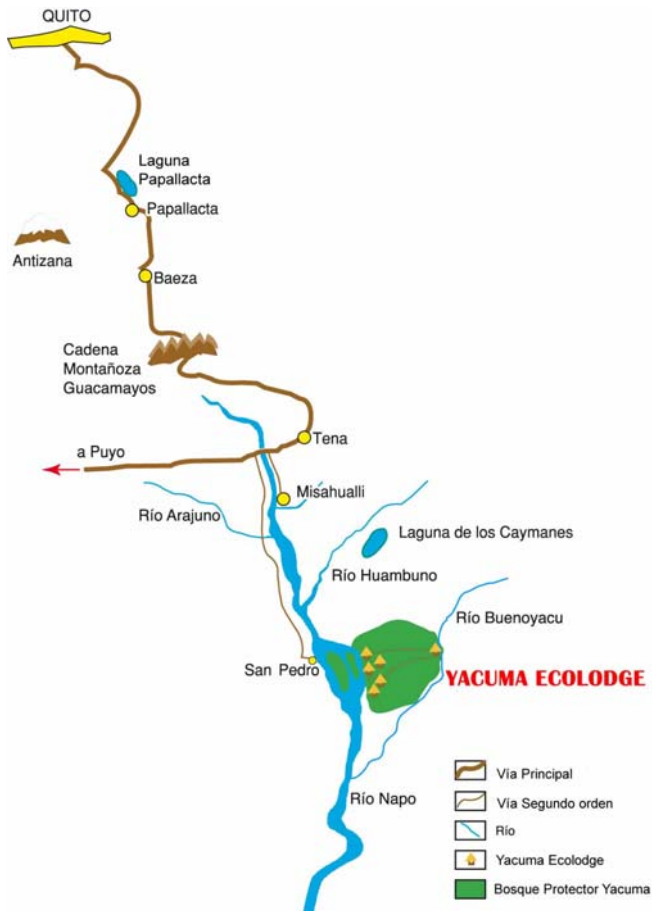 QUITO
Laguna
Papallacta
Papallacta
Antizana
Baeza
Cadena
Montañoza
Guacamayos
Tena
a Puyo
Misahualli
Río Arajuno
Laguna de los Caymanes
Río Huambuno
Río Buenoyacu
San Pedro
YACUMA ECOLODGE
Río Napo
Vía Principal
Vía Segundo orden
Río
Yacuma Ecolodge
Bosque Protector Yacuma